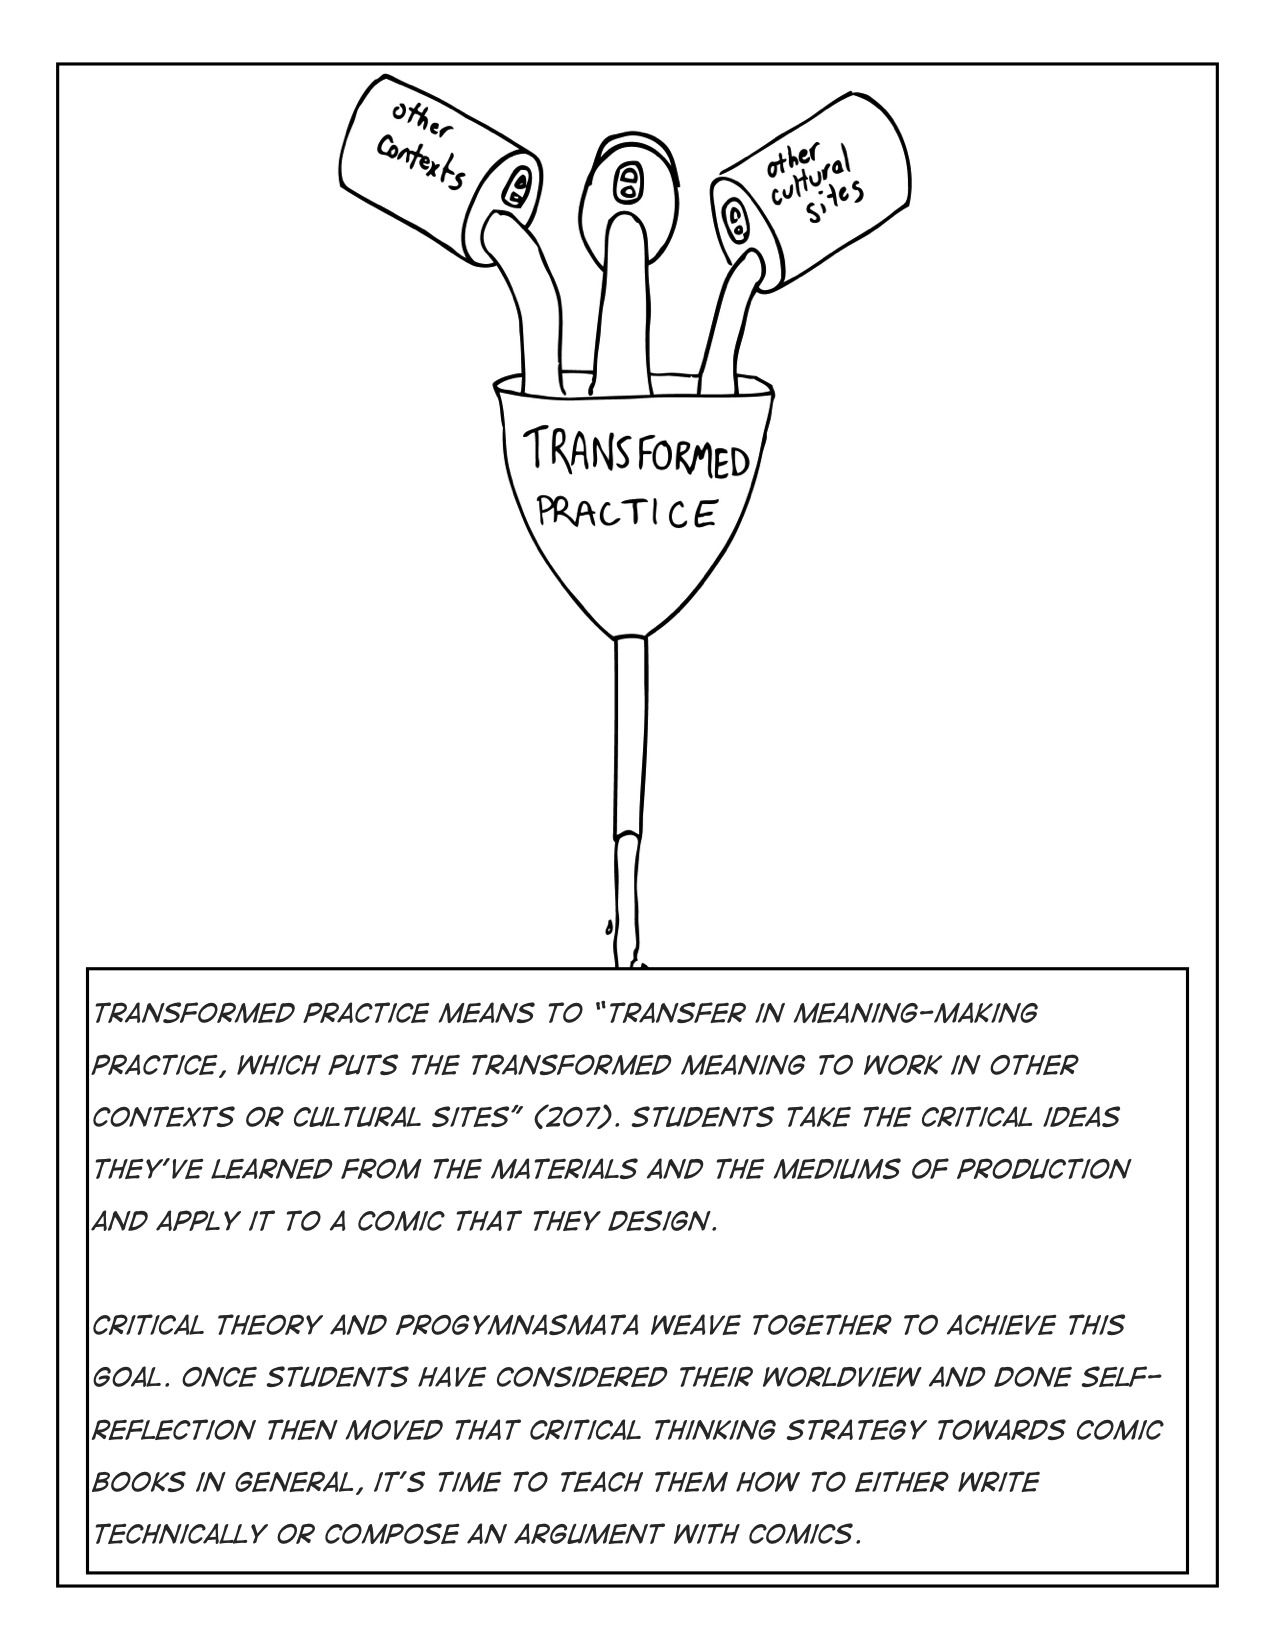 other
contexts
other
cultural
sites
TRANSFORMED
PRACTICE
TRANSFORMED PRACTICE MEANS TO "TRANSFER IN MEANING-MAKING
PRACTICE, WHICH PUTS THE TRANSFORMED MEANING TO WORK IN OTHER
CONTEXTS OR CULTURAL SITES" (207). STUDENTS TAKE THE CRITICAL IDEAS
THEY'VE LEARNED FROM THE MATERIALS AND THE MEDIUMS OF PRODUCTION
AND APPLY IT TO A COMIC THAT THEY DESIGN.
CRITICAL THEORY AND PROGYMNASMATA WEAVE TOGETHER TO ACHIEVE THIS
GOAL. ONCE STUDENTS HAVE CONSIDERED THEIR WORLDVIEW AND DONE SELF-
REFLECTION THEN MOVED THAT CRITICAL THINKING STRATEGY TOWARDS COMIC
BOOKS IN GENERAL, IT'S TIME TO TEACH THEM HOW TO EITHER WRITE
TECHNICALLY OR COMPOSE AN ARGUMENT WITH COMICS.